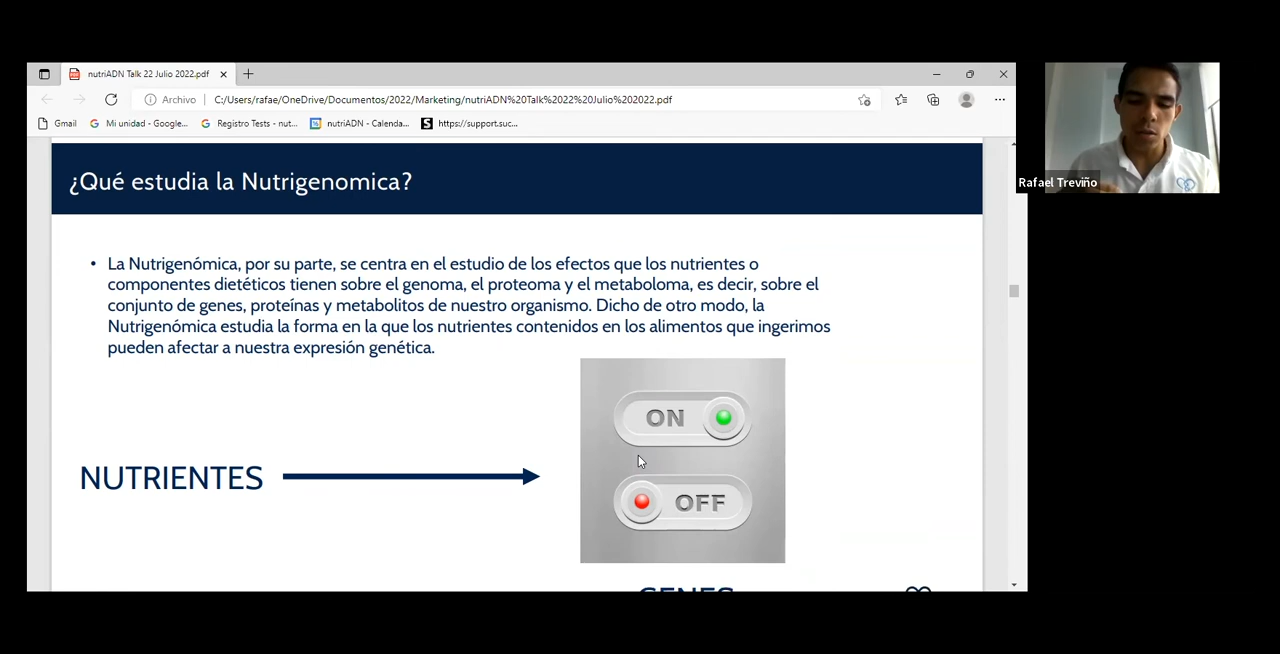 nutriADN Talk 22 Julio 2022.pdf
Archivo
C:/Users/rafae/OneDrive/Documentos/2022/Marketing/nutriADN%20Talk%2022%20Julio%202022.pdf
Gmail
Mi unidad - Google...
Registro Tests - nut...
nutriADN - Calenda...
https://support.suc...
Rafael Treviño
¿Qué estudia la Nutrigenomica?
• La Nutrigenómica, por su parte, se centra en el estudio de los efectos que los nutrientes o
componentes dietéticos tienen sobre el genoma, el proteoma y el metaboloma, es decir, sobre el
conjunto de genes, proteínas y metabolitos de nuestro organismo. Dicho de otro modo, la
Nutrigenómica estudia la forma en la que los nutrientes contenidos en los alimentos que ingerimos
pueden afectar a nuestra expresión genética.
ON
NUTRIENTES
OFF
GENES